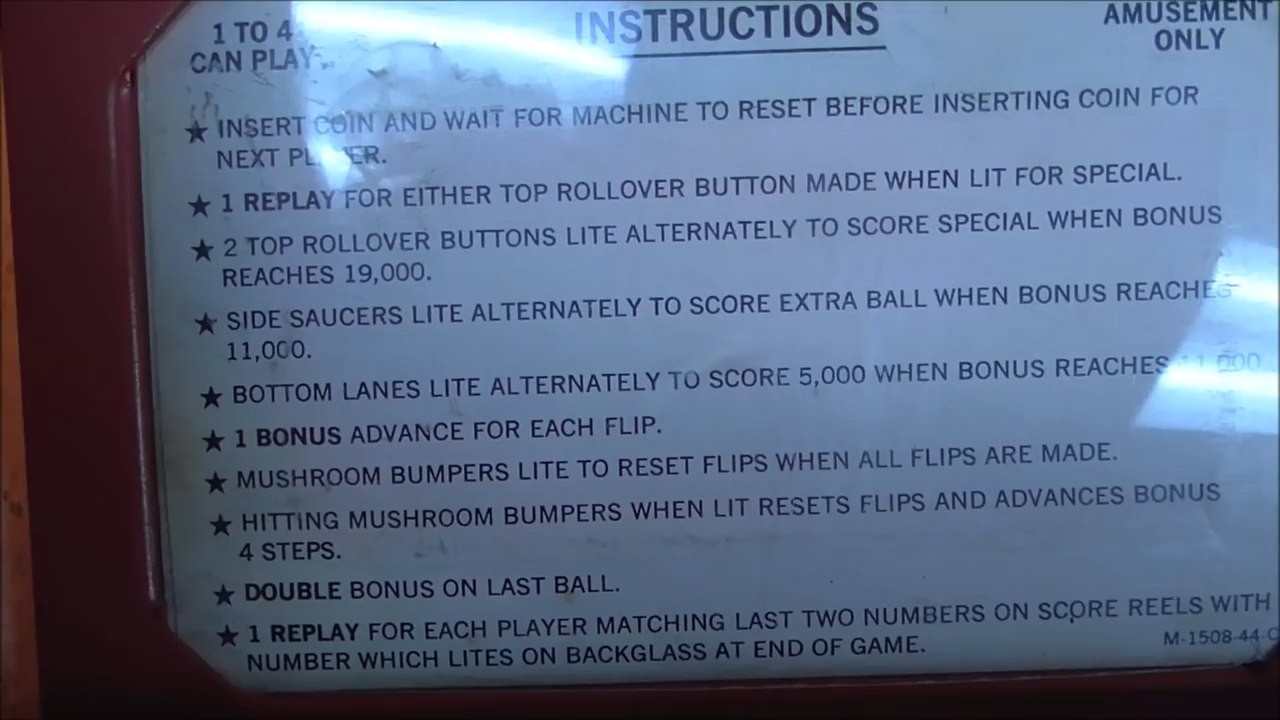 1 TO 4
CAN PLAY
INSTRUCTIONS
AMUSEMENT
ONLY
★ INSERT COIN AND WAIT FOR MACHINE TO RESET BEFORE INSERTING COIN FOR
NEXT PLAYER.
★ 1 REPLAY FOR EITHER TOP ROLLOVER BUTTON MADE WHEN LIT FOR SPECIAL.
★ 2 TOP ROLLOVER BUTTONS LITE ALTERNATELY TO SCORE SPECIAL WHEN BONUS
REACHES 19,000.
★ SIDE SAUCERS LITE ALTERNATELY TO SCORE EXTRA BALL WHEN BONUS REACHES
11,000.
★ BOTTOM LANES LITE ALTERNATELY TO SCORE 5,000 WHEN BONUS REACHES 11,000
★ 1 BONUS ADVANCE FOR EACH FLIP.
★ MUSHROOM BUMPERS LITE TO RESET FLIPS WHEN ALL FLIPS ARE MADE.
★ HITTING MUSHROOM BUMPERS WHEN LIT RESETS FLIPS AND ADVANCES BONUS
4 STEPS.
★ DOUBLE BONUS ON LAST BALL.
★ 1 REPLAY FOR EACH PLAYER MATCHING LAST TWO NUMBERS ON SCORE REELS WITH
NUMBER WHICH LITES ON BACKGLASS AT END OF GAME.
M-1508-44-